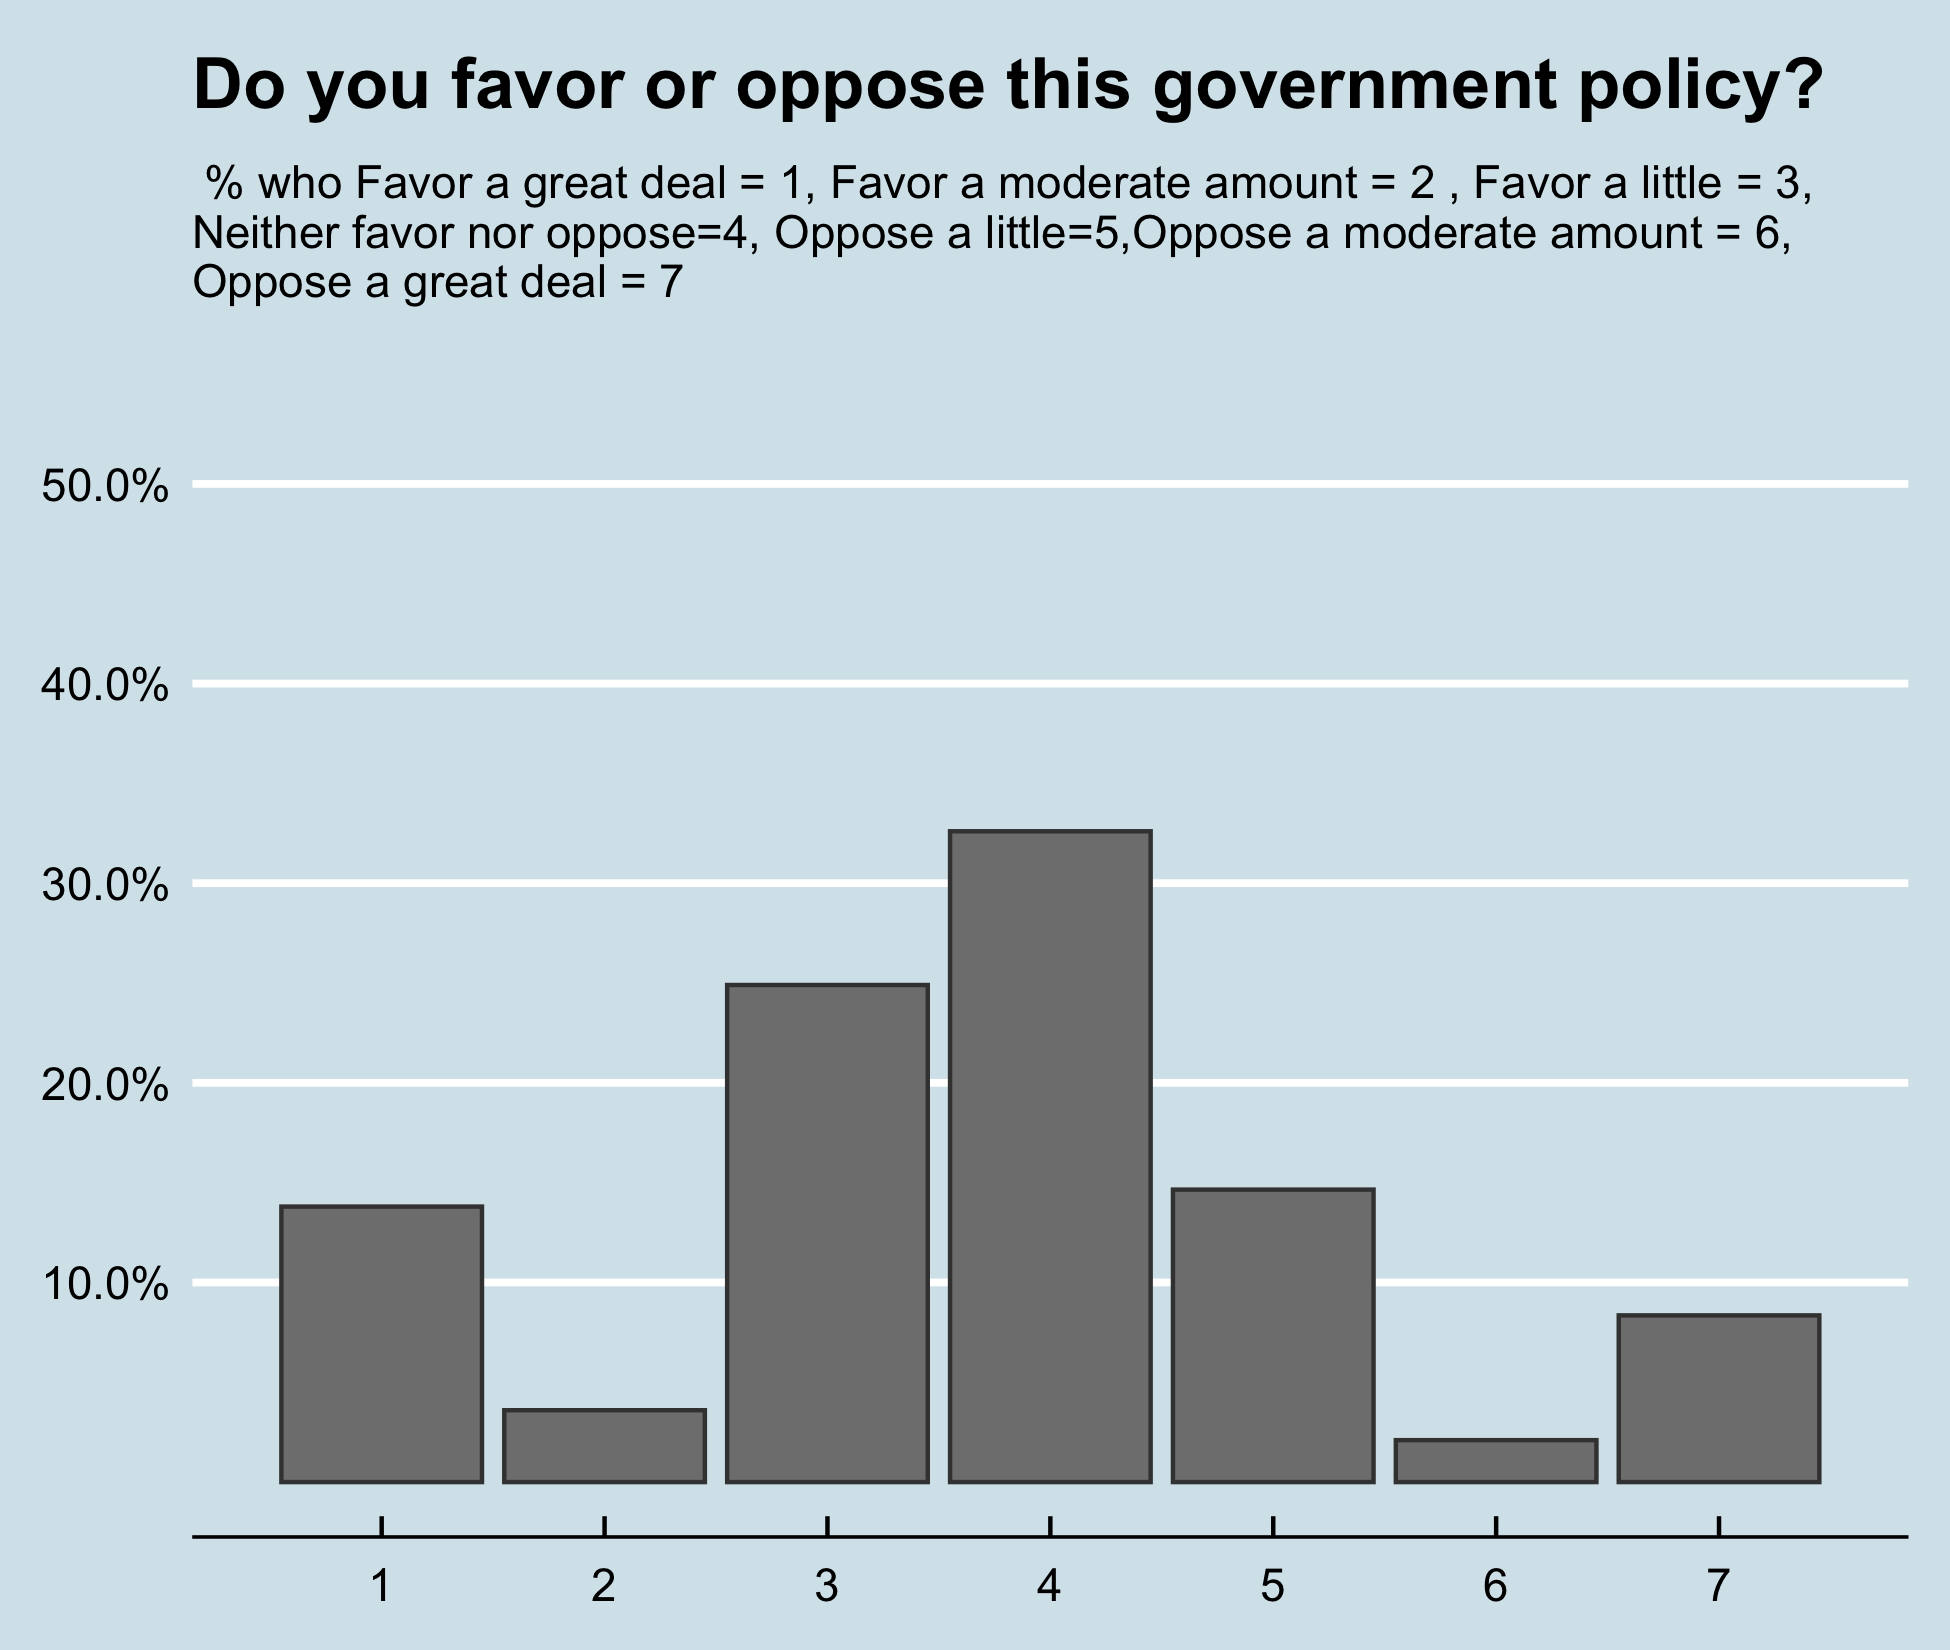 Do you favor or oppose this government policy?
% who Favor a great deal = 1, Favor a moderate amount = 2 , Favor a little = 3,
Neither favor nor oppose=4, Oppose a little=5,Oppose a moderate amount = 6,
Oppose a great deal = 7
50.0%
40.0%
30.0%
20.0%
10.0%
1 2 3 4 5 6 7